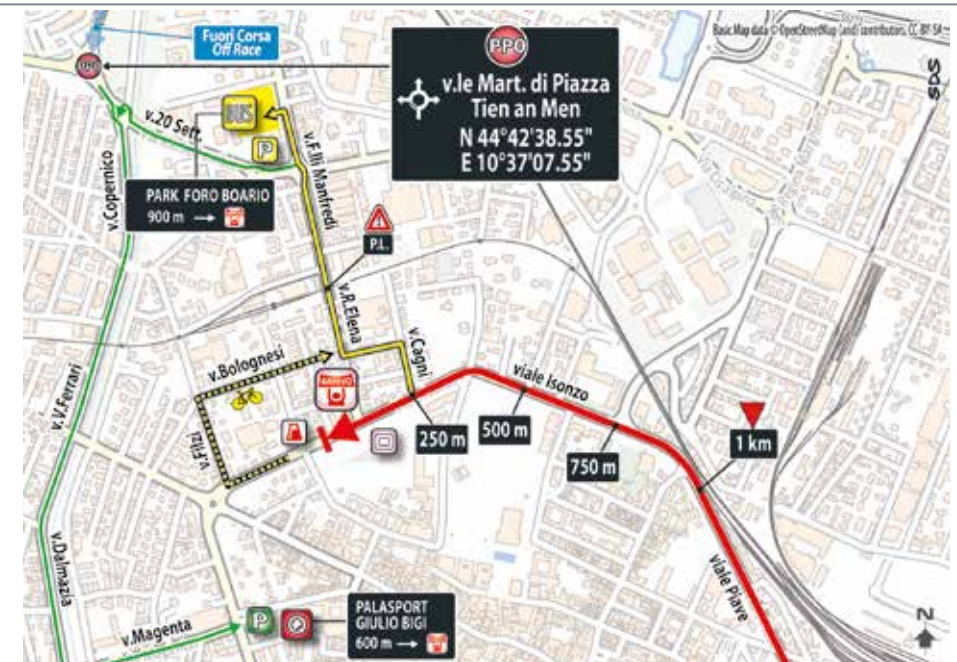 Fuori Corsa
Off Race
Basic Map data © OpenStreetMap (and) contributors, CC-BY-SA
SPS
PPO
v.le Mart. di Piazza
Tien an Men
N 44°42'38.55"
E 10°37'07.55"
PPO
v.20 Sett.
BUS
P
v.F.lli Manfredi
v.Copernico
PARK FORO BOARIO
900 m →
P.L.
v.R.Elena
v.Cagni
v.Bolognesi
viale Isonzo
ARRIVO
v.V.Ferrari
v.Filzi
250 m
500 m
750 m
1 km
v.Dalmazia
viale Piave
v.Magenta
P
PALASPORT
GIULIO BIGI
600 m →
N